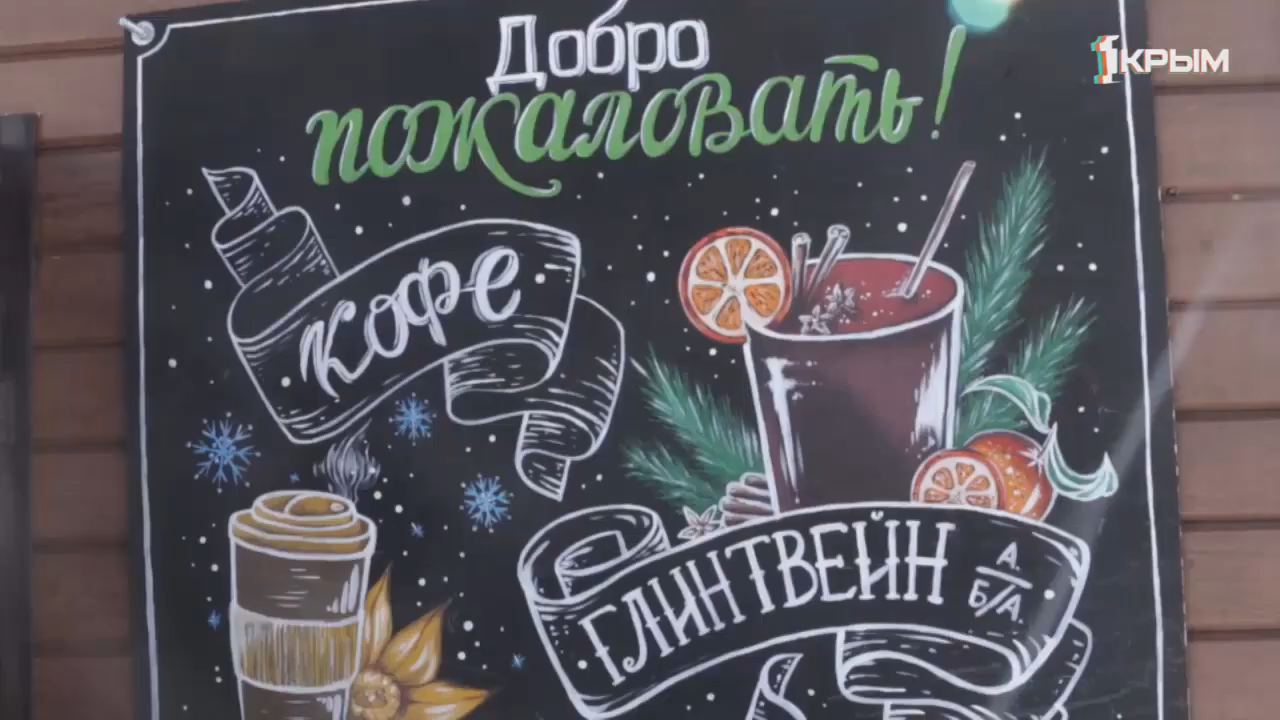 Добро
пожаловать!
1КРЫМ
кофе
ГЛИНТВЕЙН А.
Б/А.